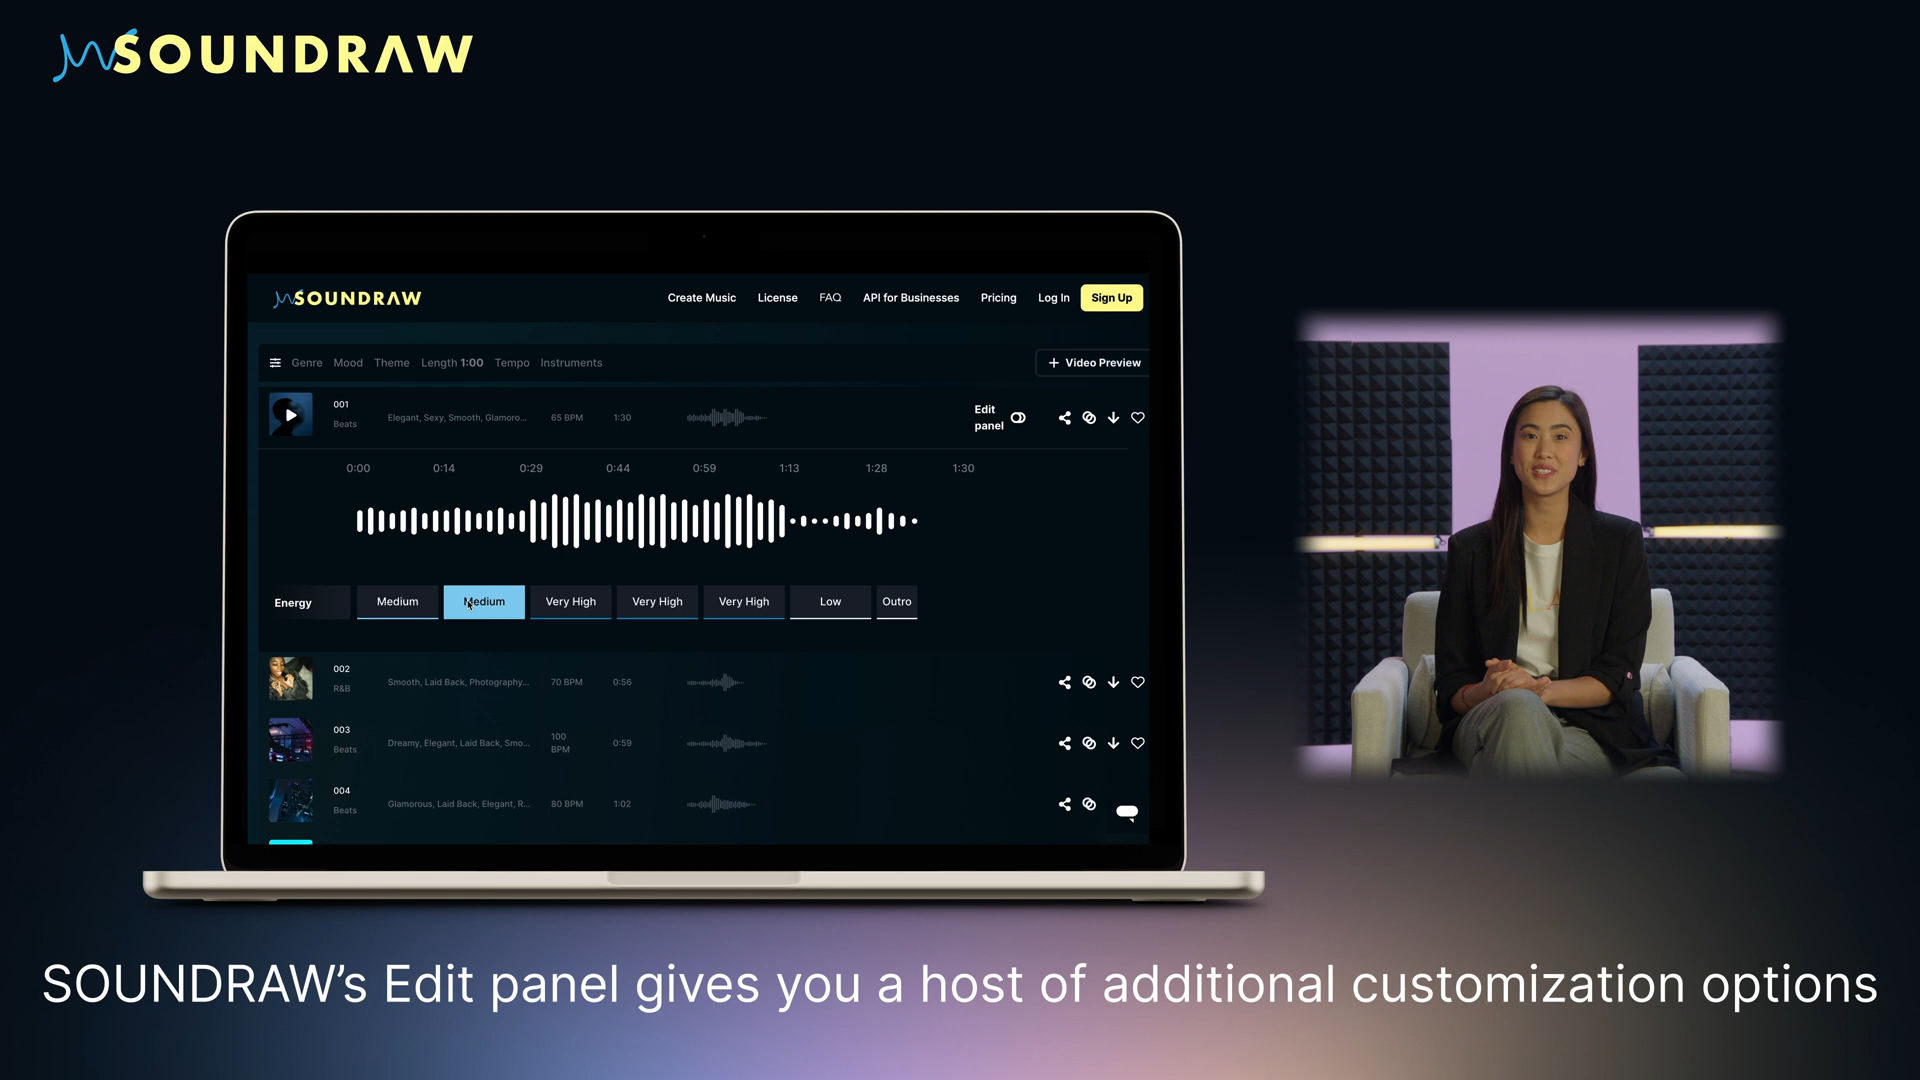 SOUNDRAW
SOUNDRAW
Create Music License FAQ API for Businesses Pricing Log In Sign Up
Genre Mood Theme Length 1:00 Tempo Instruments + Video Preview
001
Beats
Elegant, Sexy, Smooth, Glamoro... 65 BPM 1:30
Edit
panel
0:00 0:14 0:29 0:44 0:59 1:13 1:28 1:30
Energy Medium Medium Very High Very High Very High Low Outro
002
R&B
Smooth, Laid Back, Photography... 70 BPM 0:56
003
Beats
Dreamy, Elegant, Laid Back, Smo... 100
BPM
0:59
004
Beats
Glamorous, Laid Back, Elegant, R... 80 BPM 1:02
SOUNDRAW’s Edit panel gives you a host of additional customization options